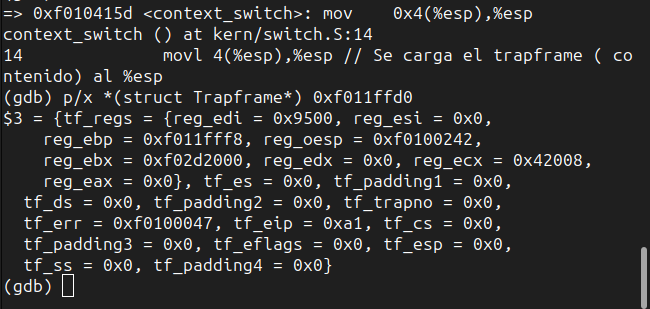 => 0xf010415d <context_switch>: mov    0x4(%esp),%esp
context_switch () at kern/switch.S:14
14              movl 4(%esp),%esp // Se carga el trapframe ( co
ntenido) al %esp
(gdb) p/x *(struct Trapframe*) 0xf011ffd0
$3 = {tf_regs = {reg_edi = 0x9500, reg_esi = 0x0,
    reg_ebp = 0xf011fff8, reg_oesp = 0xf0100242,
    reg_ebx = 0xf02d2000, reg_edx = 0x0, reg_ecx = 0x42008,
    reg_eax = 0x0}, tf_es = 0x0, tf_padding1 = 0x0,
  tf_ds = 0x0, tf_padding2 = 0x0, tf_trapno = 0x0,
  tf_err = 0xf0100047, tf_eip = 0xa1, tf_cs = 0x0,
  tf_padding3 = 0x0, tf_eflags = 0x0, tf_esp = 0x0,
  tf_ss = 0x0, tf_padding4 = 0x0}
(gdb)